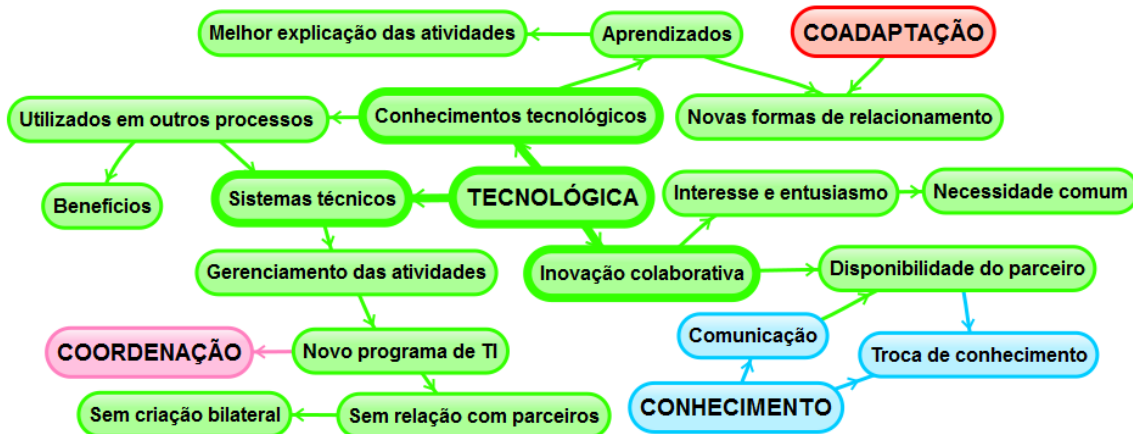 Melhor explicação das atividades
Aprendizados
COADAPTAÇÃO
Utilizados em outros processos
Conhecimentos tecnológicos
Novas formas de relacionamento
Benefícios
Sistemas técnicos
TECNOLÓGICA
Interesse e entusiasmo
Necessidade comum
Gerenciamento das atividades
Inovação colaborativa
Disponibilidade do parceiro
COORDENAÇÃO
Novo programa de TI
Comunicação
Troca de conhecimento
Sem criação bilateral
Sem relação com parceiros
CONHECIMENTO